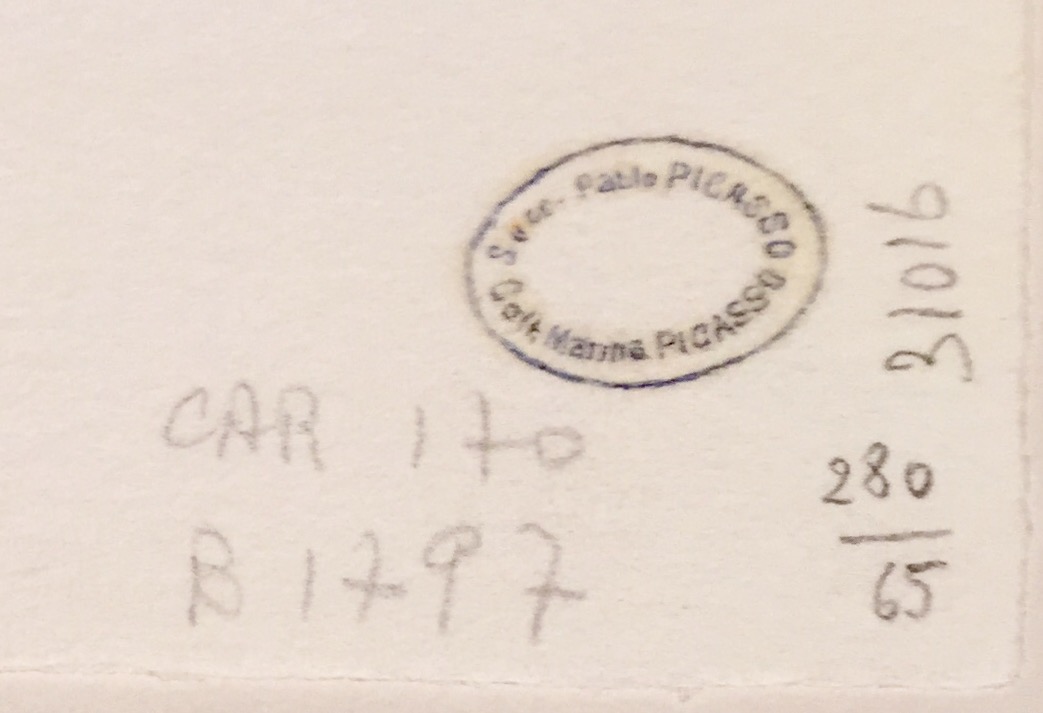 Succ. Pablo PICASSO
Coll. Marina PICASSO
31016
CAR 170
280
65
B 1797